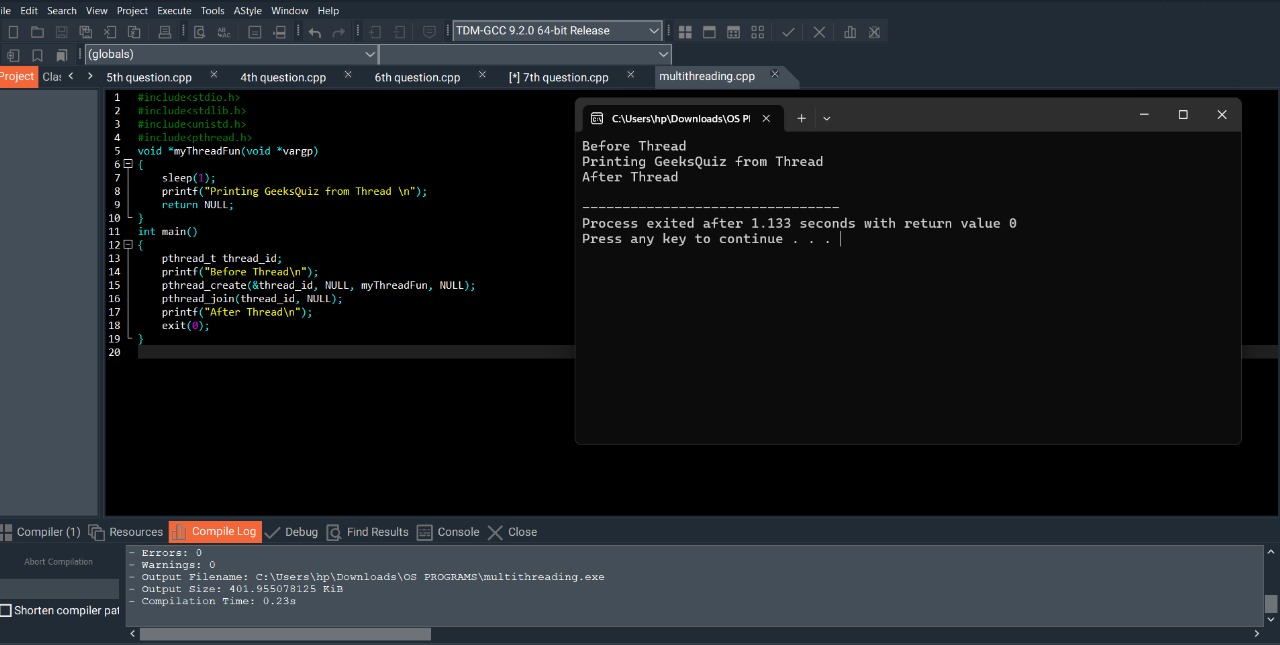 ile Edit Search View Project Execute Tools AStyle Window Help
TDM-GCC 9.2.0 64-bit Release
(globals)
Project Clas 5th question.cpp 4th question.cpp 6th question.cpp [*] 7th question.cpp multithreading.cpp
1 #include<stdio.h>
2 #include<stdlib.h>
3 #include<unistd.h>
4 #include<pthread.h>
5 void *myThreadFun(void *vargp)
6 {
7 sleep(1);
8 printf("Printing GeeksQuiz from Thread \n");
9 return NULL;
10 }
11 int main()
12 {
13 pthread_t thread_id;
14 printf("Before Thread\n");
15 pthread_create(&thread_id, NULL, myThreadFun, NULL);
16 pthread_join(thread_id, NULL);
17 printf("After Thread\n");
18 exit(0);
19 }
20
C:\Users\hp\Downloads\OS PI
Before Thread
Printing GeeksQuiz from Thread
After Thread
--------------------------------
Process exited after 1.133 seconds with return value 0
Press any key to continue . . .
Compiler (1) Resources Compile Log Debug Find Results Console Close
Abort Compilation
Shorten compiler pat
- Errors: 0
- Warnings: 0
- Output Filename: C:\Users\hp\Downloads\OS PROGRAMS\multithreading.exe
- Output Size: 401.955078125 KiB
- Compilation Time: 0.23s